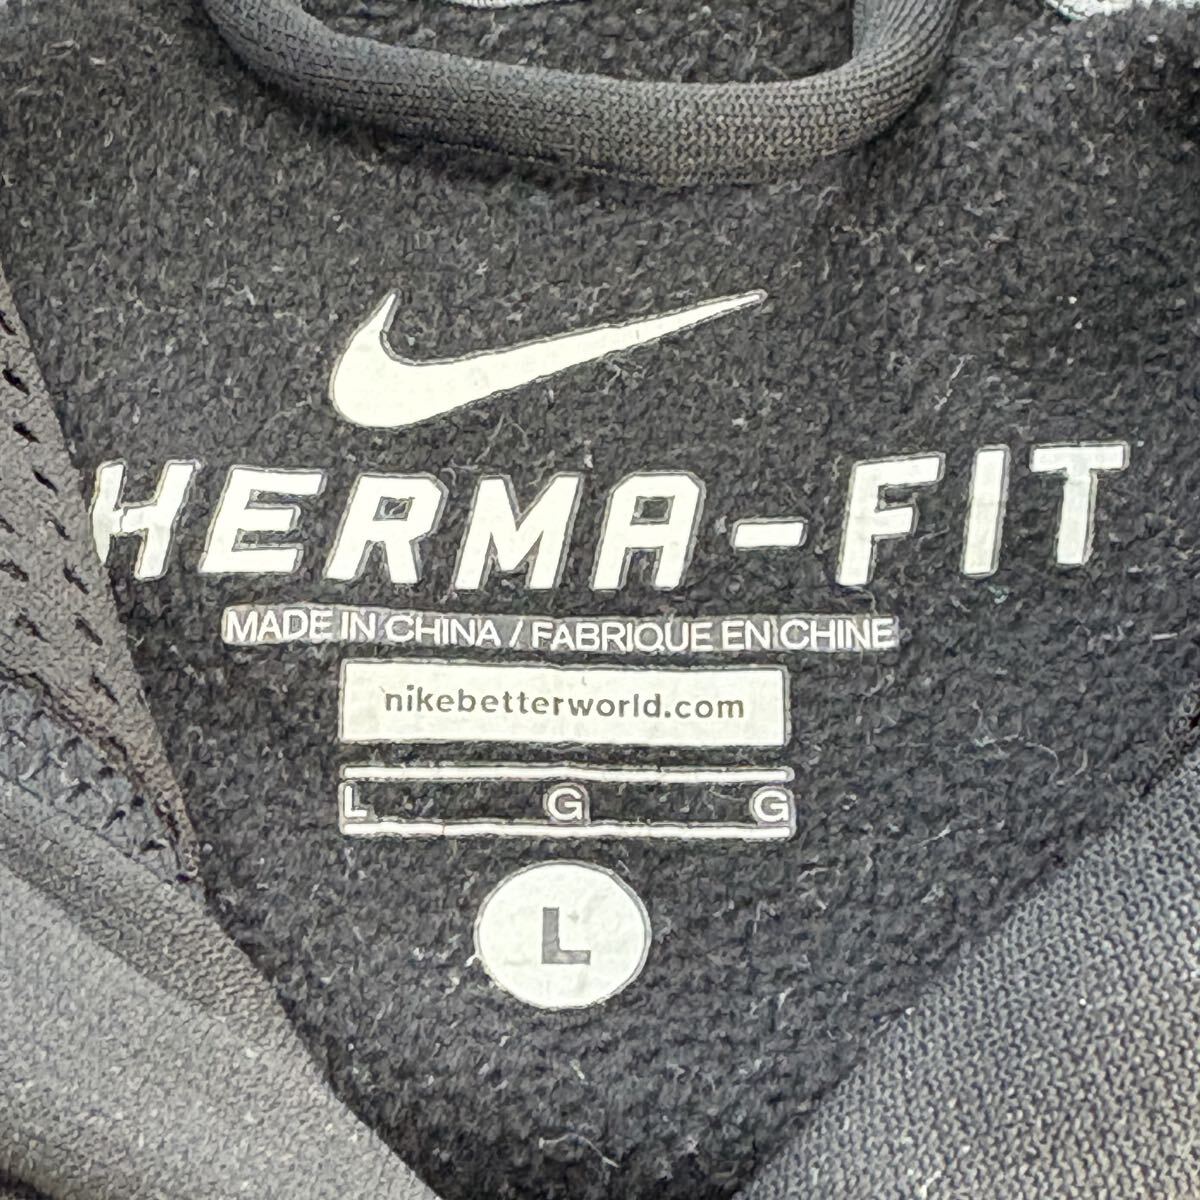 HERMA-FIT
MADE IN CHINA / FABRIQUE EN CHINE
nikebetterworld.com
L G G
L